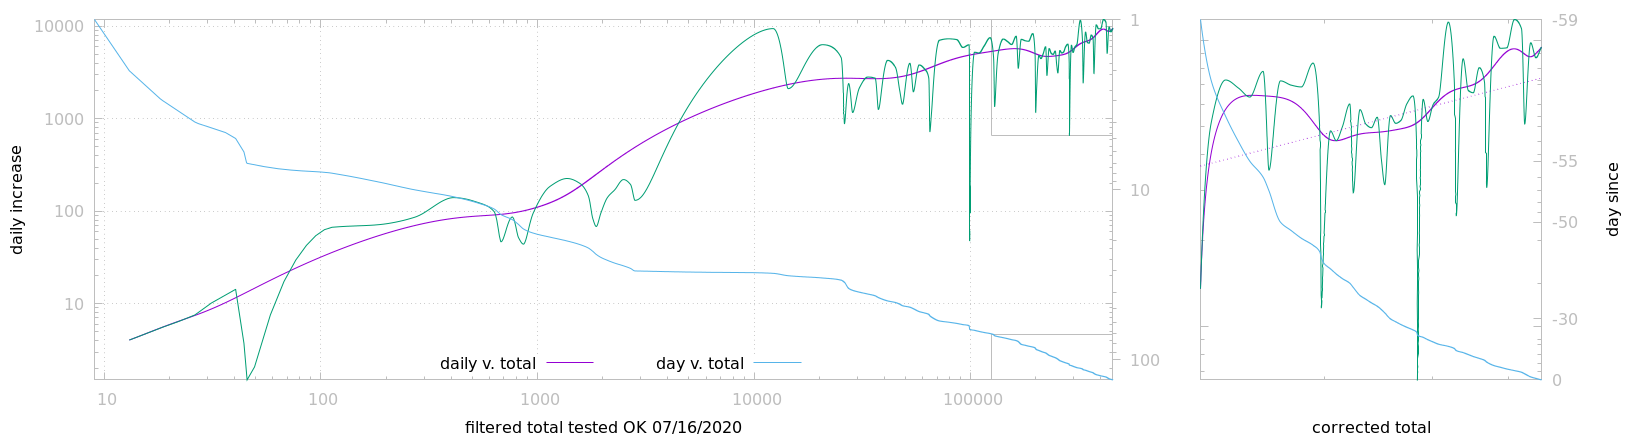 10000
1000
100
10
daily increase
10
100
1000
10000
100000
1
10
100
daily v. total
day v. total
filtered total tested OK 07/16/2020
-59
-55
-50
-30
0
day since
corrected total